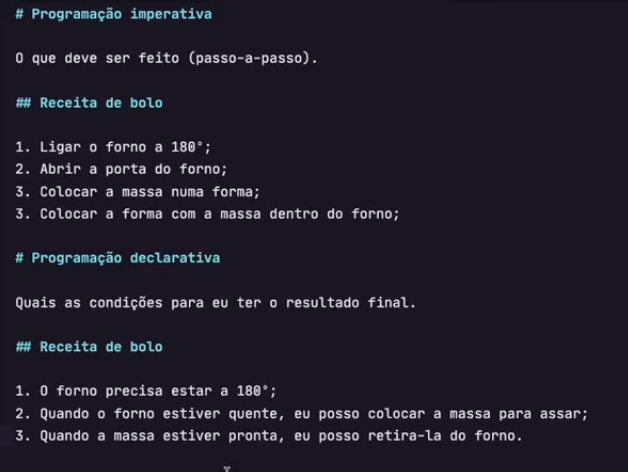 # Programação imperativa
O que deve ser feito (passo-a-passo).
## Receita de bolo
1. Ligar o forno a 180°;
2. Abrir a porta do forno;
3. Colocar a massa numa forma;
3. Colocar a forma com a massa dentro do forno;
# Programação declarativa
Quais as condições para eu ter o resultado final.
## Receita de bolo
1. O forno precisa estar a 180°;
2. Quando o forno estiver quente, eu posso colocar a massa para assar;
3. Quando a massa estiver pronta, eu posso retira-la do forno.